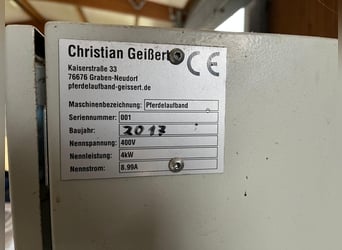 Christian Geißert CE
Kaiserstraße 33
76676 Graben-Neudorf
pferdelaufband-geissert.de
Maschinenbezeichnung: Pferdelaufband
Seriennummer: 001
Baujahr: 2017
Nennspannung: 400V
Nennleistung: 4kW
Nennstrom: 8.99A